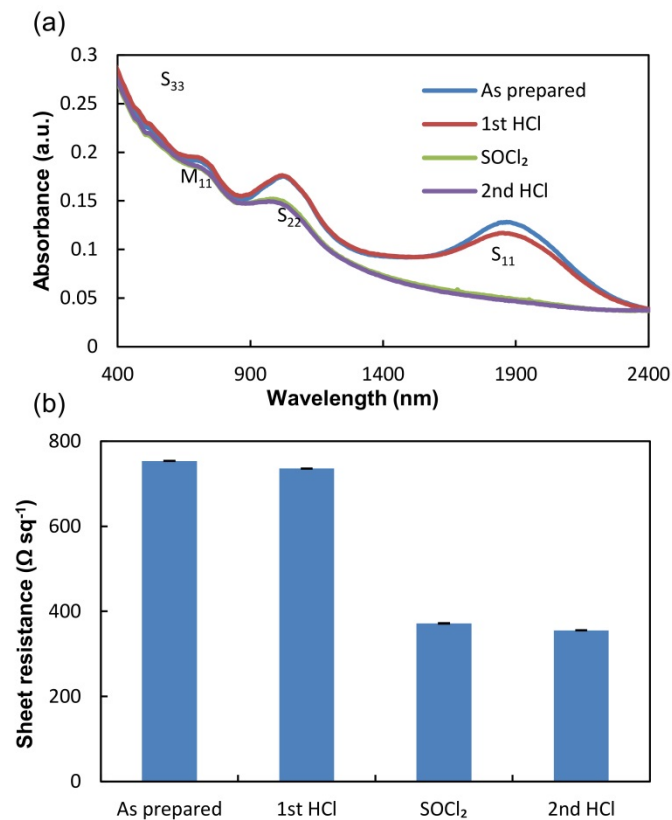 (a)
0.3
0.25
0.2
0.15
0.1
0.05
0
Absorbance (a.u.)
S₃₃
M₁₁
S₂₂
S₁₁
As prepared
1st HCl
SOCl₂
2nd HCl
400 900 1400 1900 2400
Wavelength (nm)
(b)
800
600
400
200
0
Sheet resistance (Ω sq⁻¹)
As prepared 1st HCl SOCl₂ 2nd HCl